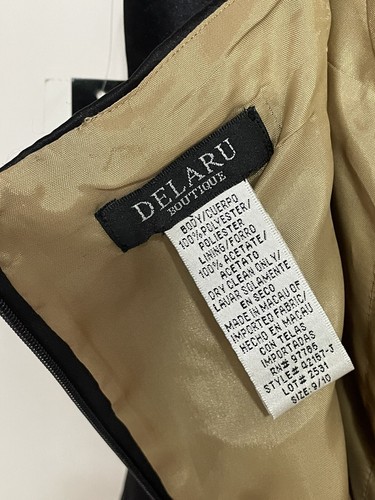 DELARU
BOUTIQUE
BODY/CUERPO
100% POLYESTER/
POLIESTER
LINING/FORRO
100% ACETATE/
ACETATO
DRY CLEAN ONLY/
LAVAR SOLAMENTE
EN SECO
MADE IN MACAU OF
IMPORTED FABRIC/
HECHO EN MACAU
CON TELAS
IMPORTADAS
RN# 97786
STYLE# Q2157-J
LOT# 2531
SIZE: 9/10